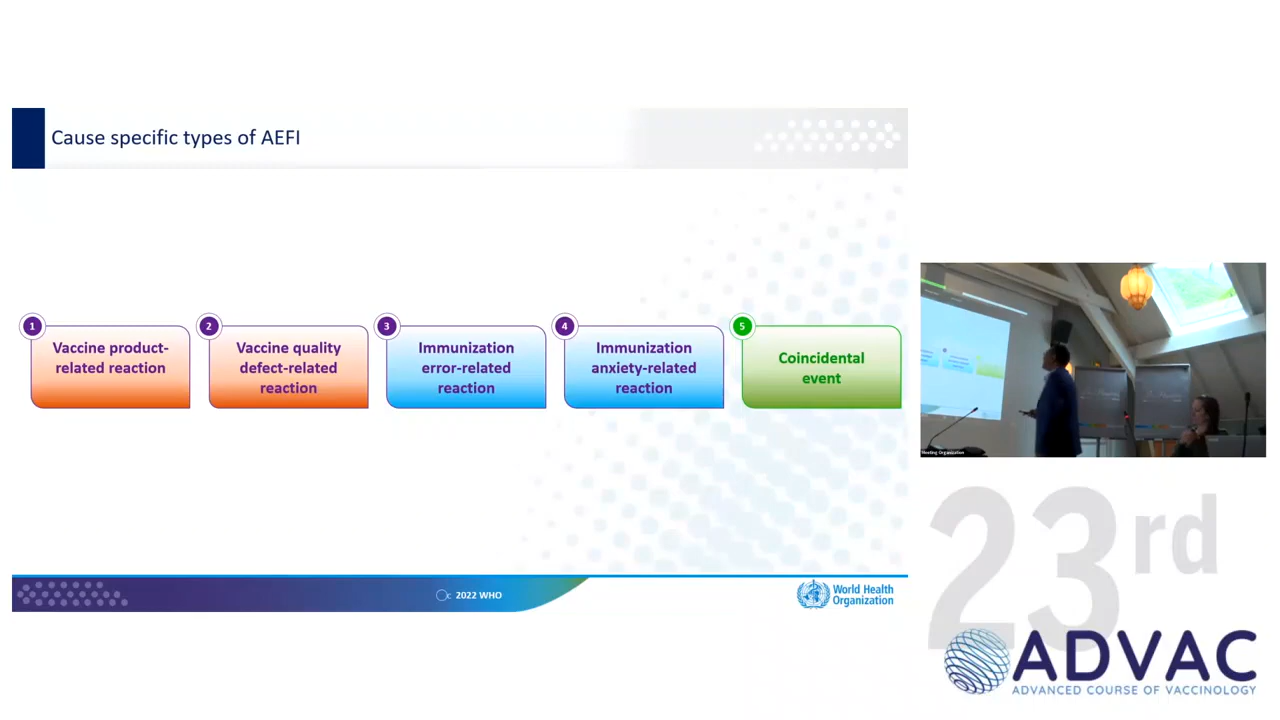 Cause specific types of AEFI
1
Vaccine product-
related reaction
2
Vaccine quality
defect-related
reaction
3
Immunization
error-related
reaction
4
Immunization
anxiety-related
reaction
5
Coincidental
event
2022 WHO
World Health
Organization
Meeting Organization
23rd
ADVAC
ADVANCED COURSE OF VACCINOLOGY